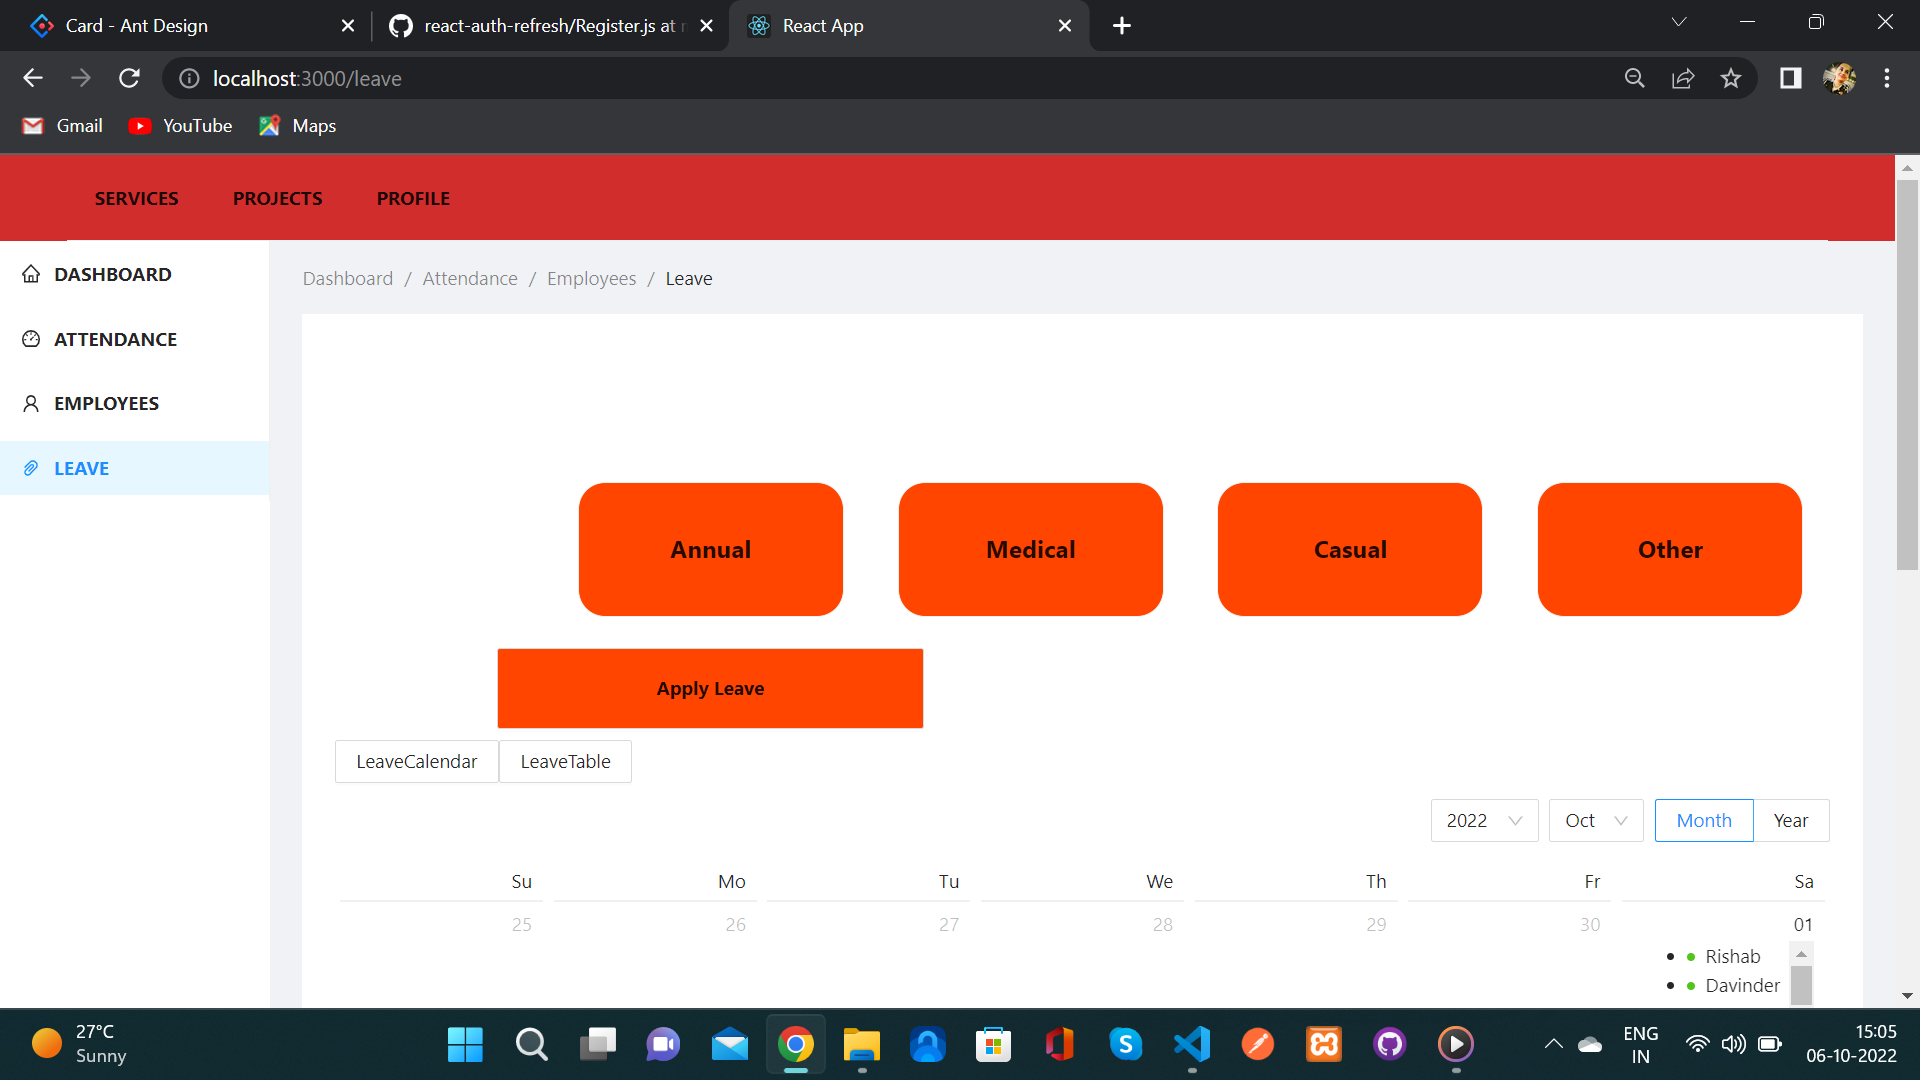 Card - Ant Design
react-auth-refresh/Register.js at
React App
localhost:3000/leave
Gmail
YouTube
Maps
SERVICES PROJECTS PROFILE
DASHBOARD
ATTENDANCE
EMPLOYEES
LEAVE
Dashboard / Attendance / Employees / Leave
Annual
Medical
Casual
Other
Apply Leave
LeaveCalendar
LeaveTable
2022
Oct
Month
Year
Su Mo Tu We Th Fr Sa
25 26 27 28 29 30 01
Rishab
Davinder
27°C
Sunny
ENG
IN
15:05
06-10-2022